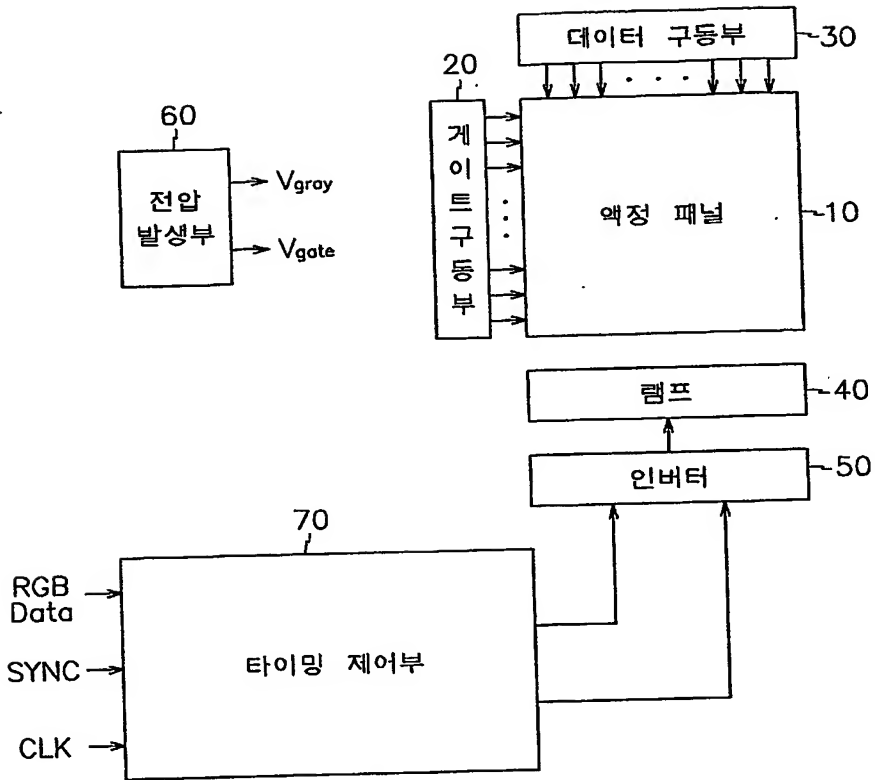 데이터 구동부
30
20
게이트구동부
60
전압
발생부
Vgray
Vgate
액정 패널
10
램프
40
인버터
50
70
RGB
Data
SYNC
CLK
타이밍 제어부